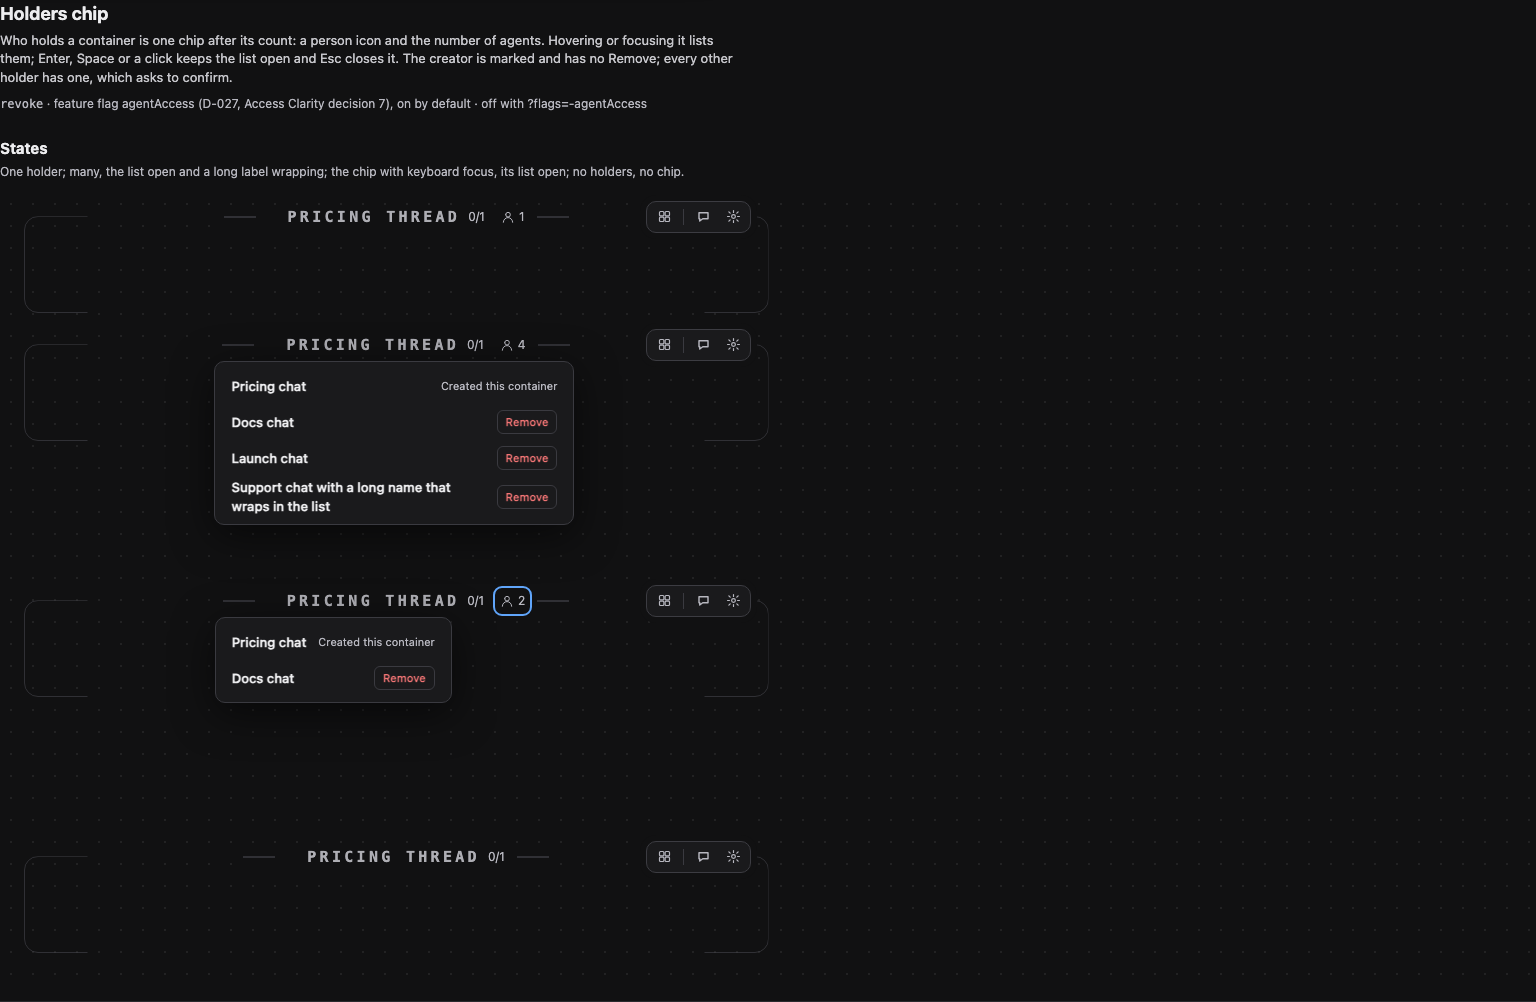 Holders chip
Who holds a container is one chip after its count: a person icon and the number of agents. Hovering or focusing it lists
them; Enter, Space or a click keeps the list open and Esc closes it. The creator is marked and has no Remove; every other
holder has one, which asks to confirm.
revoke · feature flag agentAccess (D-027, Access Clarity decision 7), on by default · off with ?flags=-agentAccess
States
One holder; many, the list open and a long label wrapping; the chip with keyboard focus, its list open; no holders, no chip.
PRICING THREAD 0/1 1
PRICING THREAD 0/1 4
Pricing chat Created this container
Docs chat Remove
Launch chat Remove
Support chat with a long name that
wraps in the list Remove
PRICING THREAD 0/1 2
Pricing chat Created this container
Docs chat Remove
PRICING THREAD 0/1